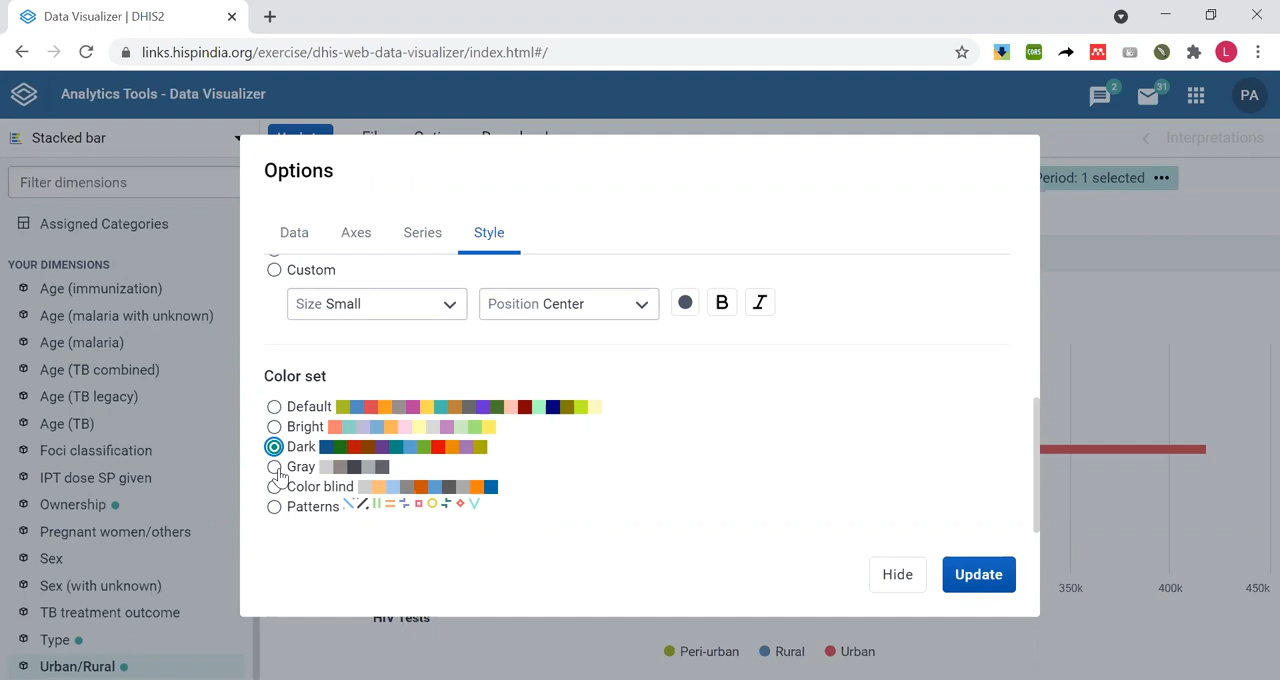 Data Visualizer | DHIS2
links.hispindia.org/exercise/dhis-web-data-visualizer/index.html#/
CORS
L
Analytics Tools - Data Visualizer
2
31
PA
Stacked bar
Interpretations
Options
Filter dimensions
Period: 1 selected
Assigned Categories
Data
Axes
Series
Style
YOUR DIMENSIONS
Custom
Age (immunization)
Size Small
Position Center
B
I
Age (malaria with unknown)
Age (malaria)
Age (TB combined)
Color set
Age (TB legacy)
Default
Age (TB)
Bright
Foci classification
Dark
Gray
IPT dose SP given
Color blind
Ownership
Patterns
Pregnant women/others
Sex
Hide
Update
Sex (with unknown)
350k
400k
450k
TB treatment outcome
HIV Tests
Type
Peri-urban
Rural
Urban
Urban/Rural